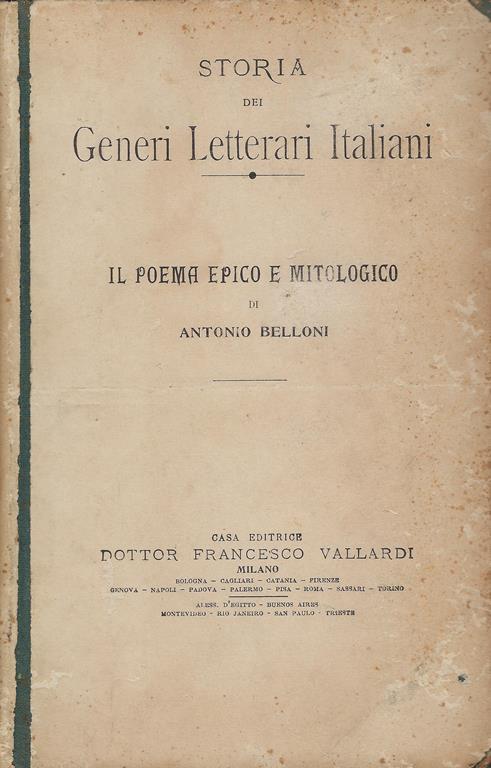 STORIA
DEI
Generi Letterari Italiani
IL POEMA EPICO E MITOLOGICO
DI
ANTONIO BELLONI
CASA EDITRICE
DOTTOR FRANCESCO VALLARDI
MILANO
BOLOGNA – CAGLIARI – CATANIA – FIRENZE
GENOVA – NAPOLI – PADOVA – PALERMO – PISA – ROMA – SASSARI – TORINO
ALESS. D'EGITTO – BUENOS AIRES
MONTEVIDEO – RIO JANEIRO – SAN PAULO – TRIESTE